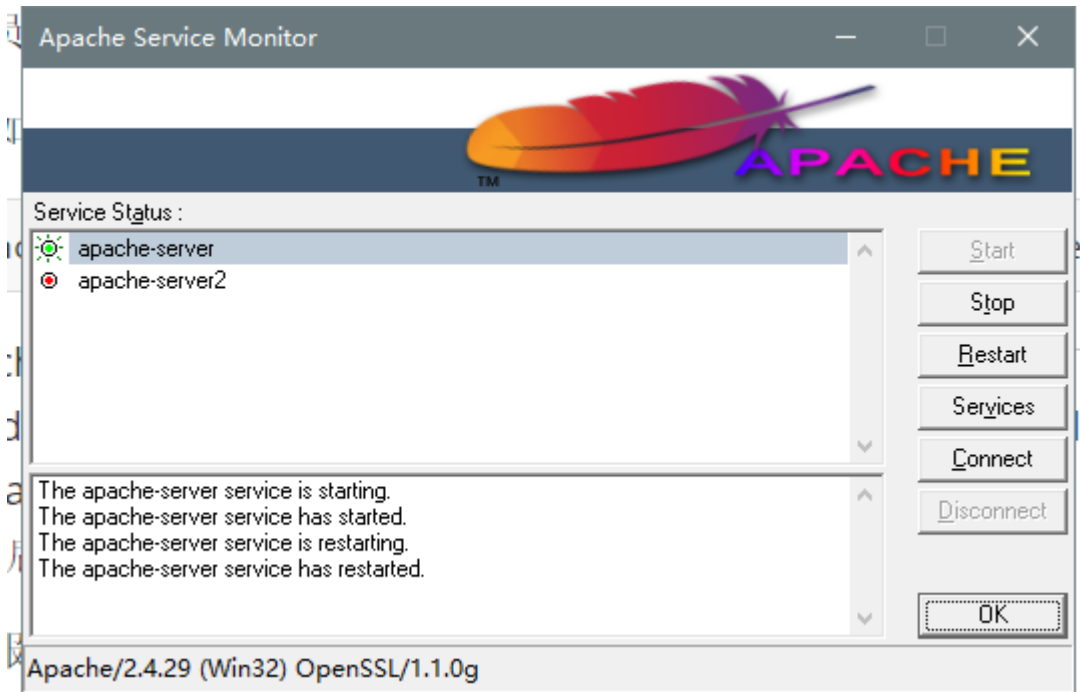 Apache Service Monitor
TM
APACHE
Service Status :
apache-server
apache-server2
Start
Stop
Restart
Services
Connect
Disconnect
The apache-server service is starting.
The apache-server service has started.
The apache-server service is restarting.
The apache-server service has restarted.
OK
Apache/2.4.29 (Win32) OpenSSL/1.1.0g